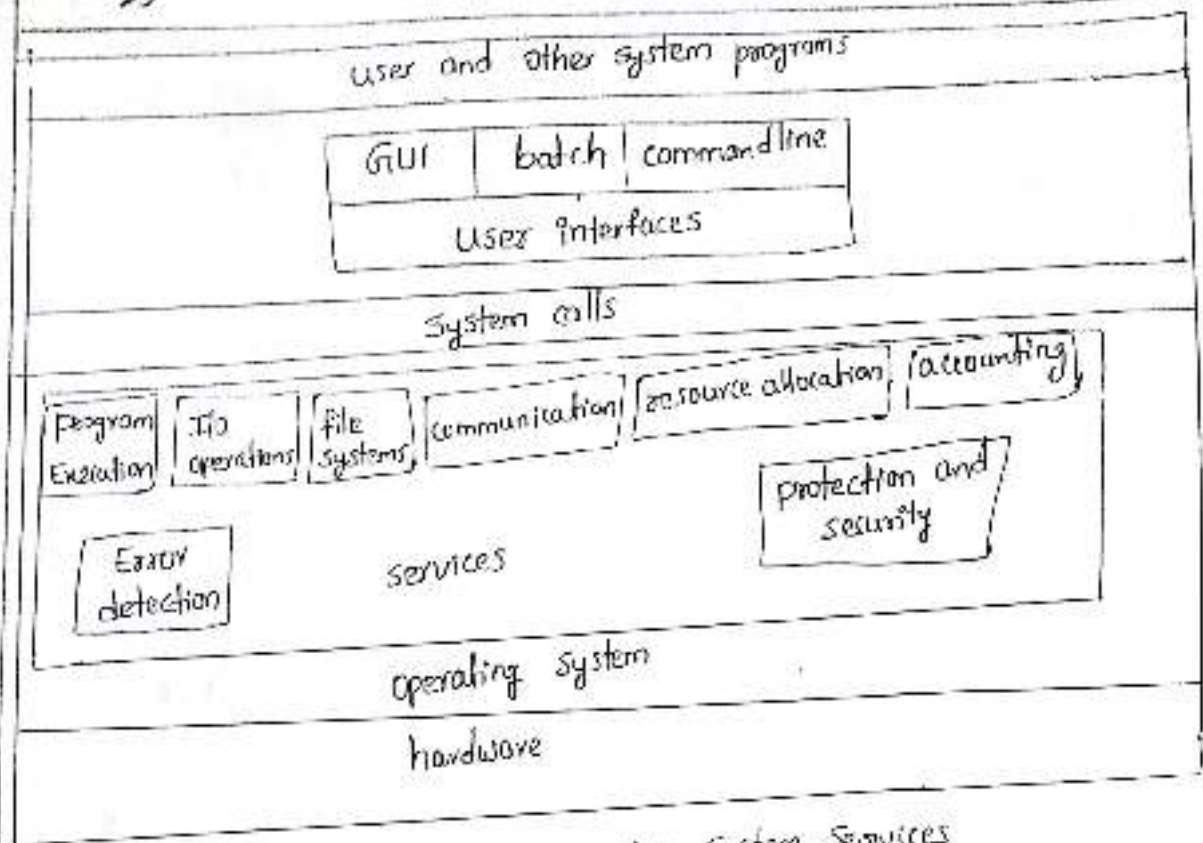 user and other system programs
GUI batch commandline
user interfaces
system calls
program I/O file communication resource allocation accounting
Execution operations systems
protection and
security
Error
detection
services
operating system
hardware
System Services